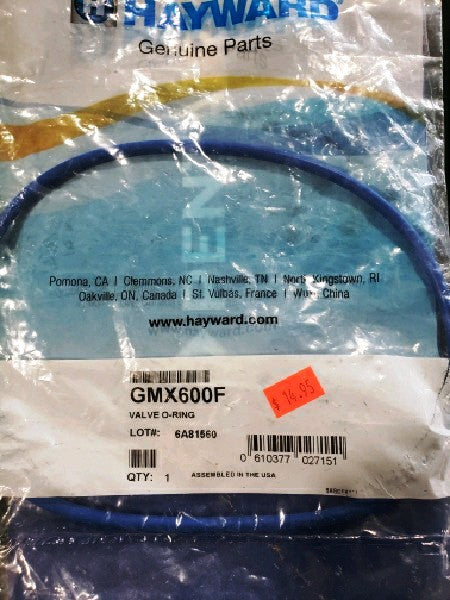 HAYWARD®
Genuine Parts
Pomona, CA | Clemmons, NC | Nashville, TN | North Kingstown, RI
Oakville, ON, Canada | St. Vulbas, France | Wuxi, China
www.hayward.com
GMX600F
$ 14.95
VALVE O-RING
LOT#: 6A81560
0 610377 027151
QTY: 1 ASSEMBLED IN THE USA